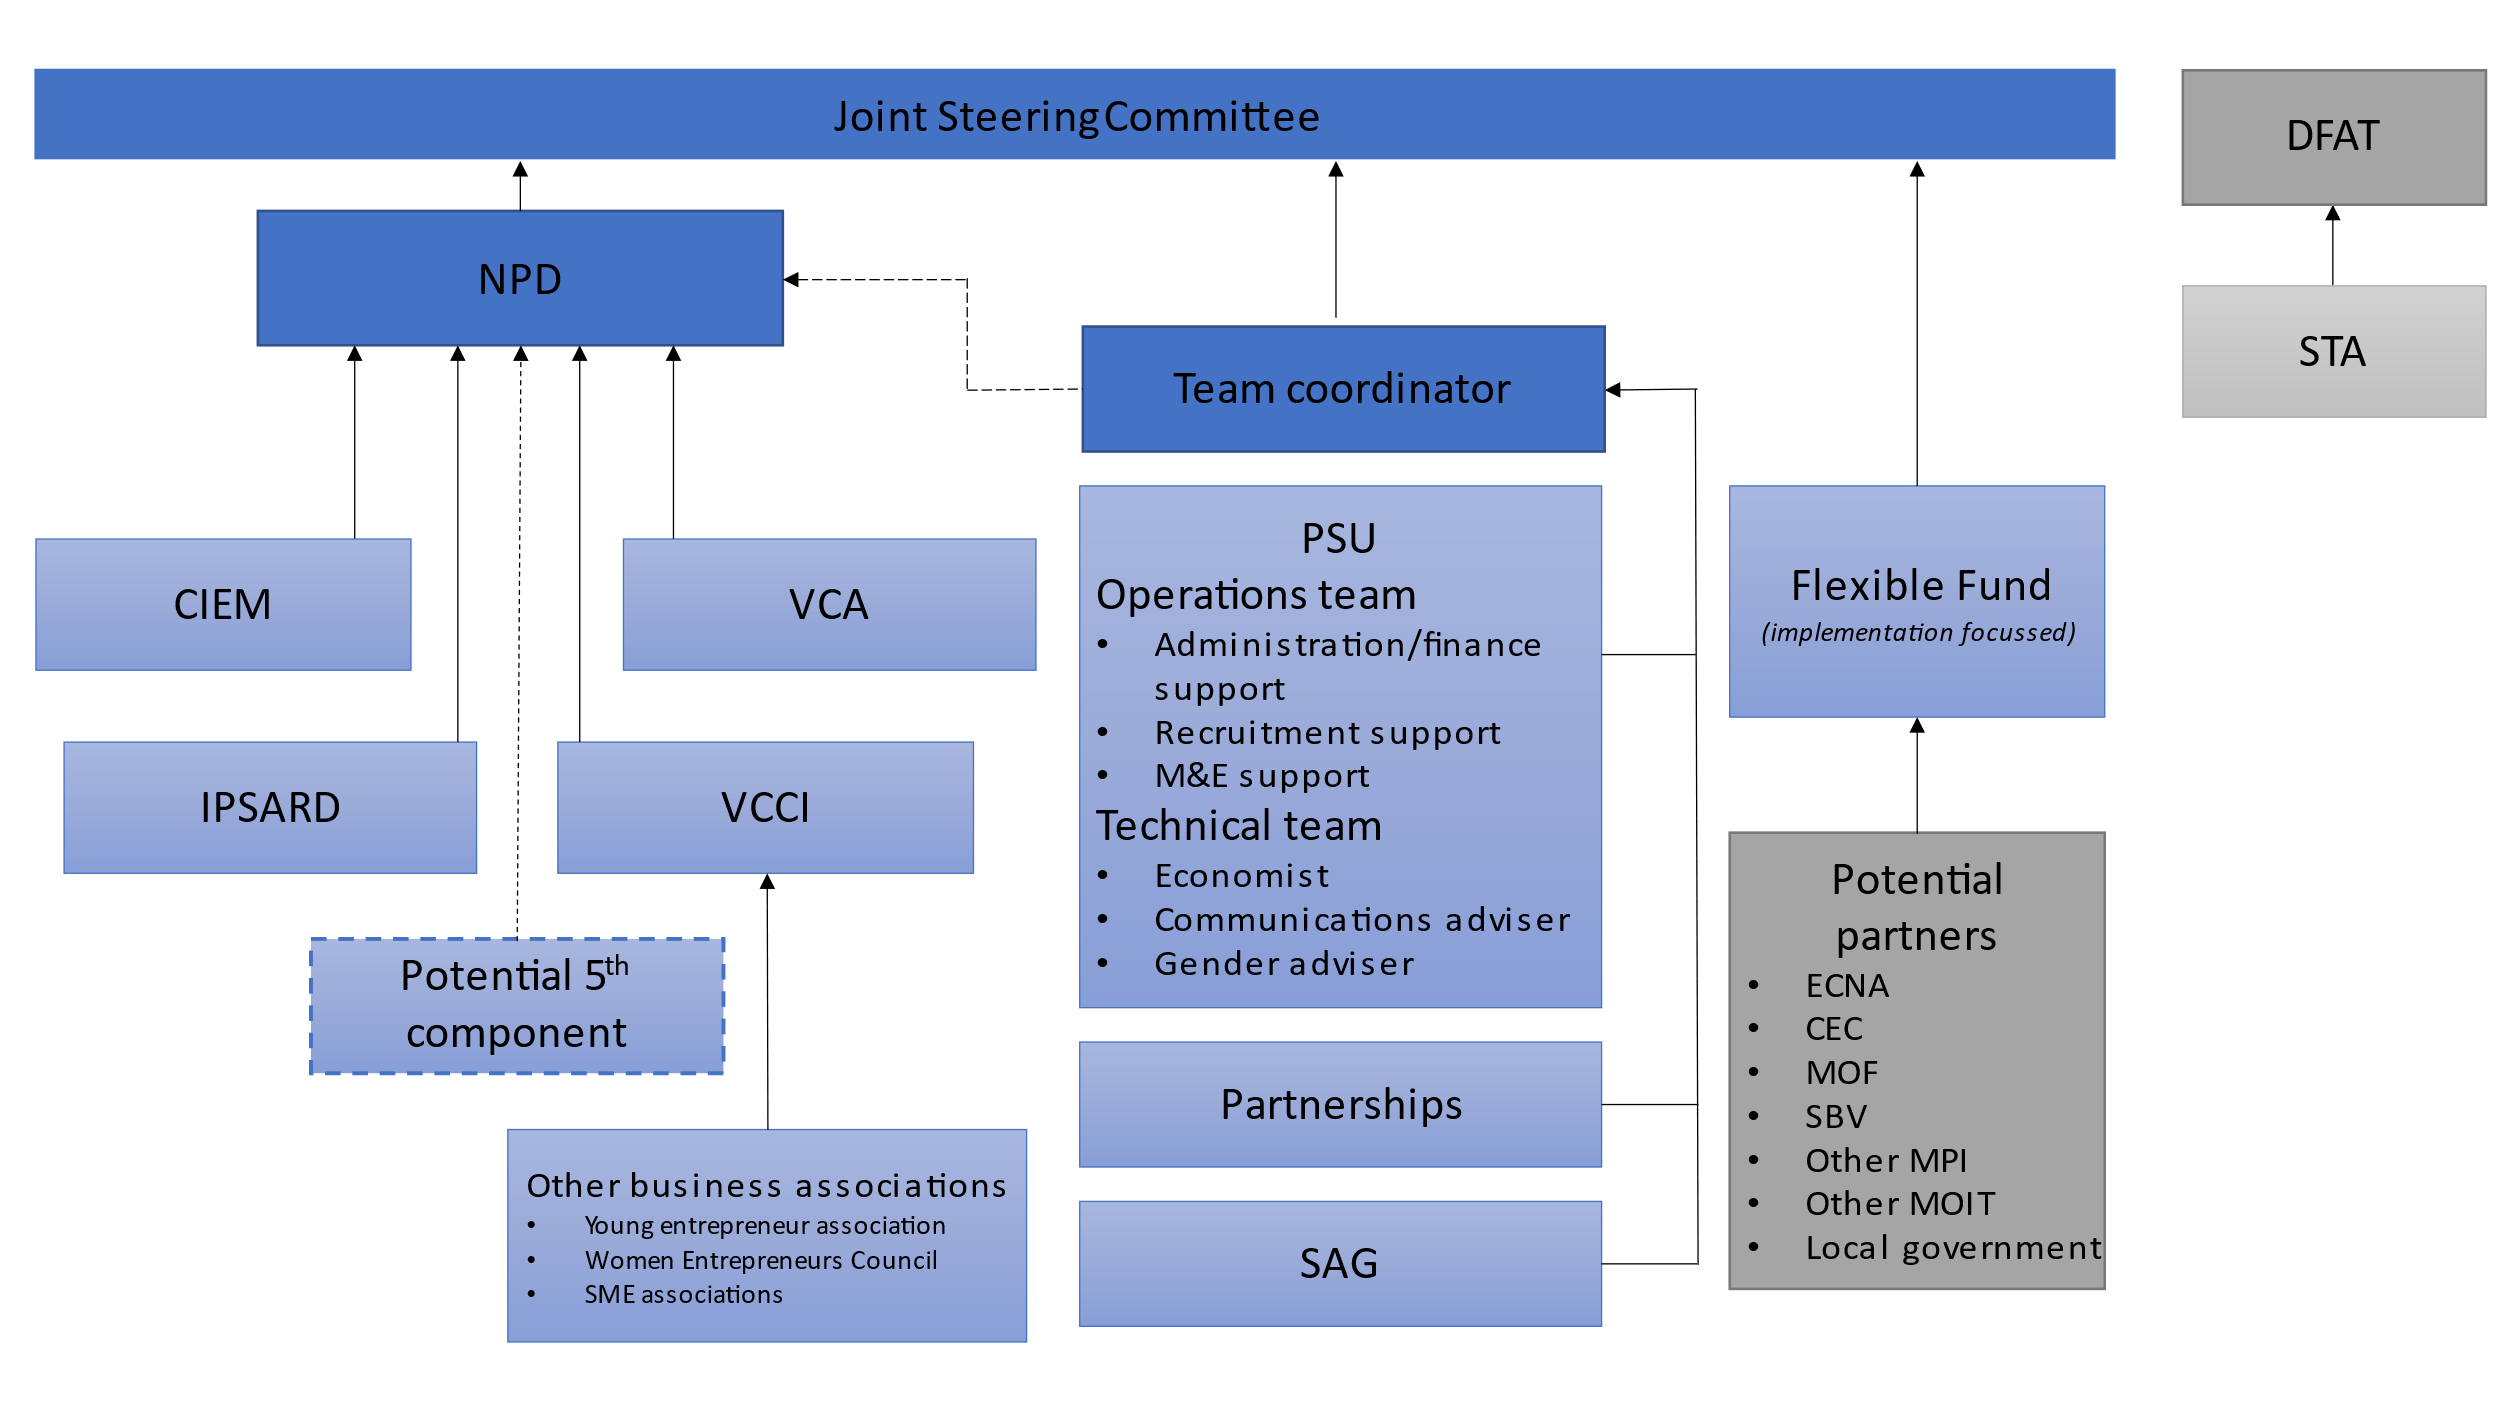 Joint Steering Committee
DFAT
NPD
STA
Team coordinator
CIEM
VCA
IPSARD
VCCI
Potential 5th
component
Other business associations
• Young entrepreneur association
• Women Entrepreneurs Council
• SME associations
PSU
Operations team
• Administration/finance
support
• Recruitment support
• M&E support
Technical team
• Economist
• Communications adviser
• Gender adviser
Partnerships
SAG
Flexible Fund
(implementation focussed)
Potential
partners
• ECNA
• CEC
• MOF
• SBV
• Other MPI
• Other MOIT
• Local government